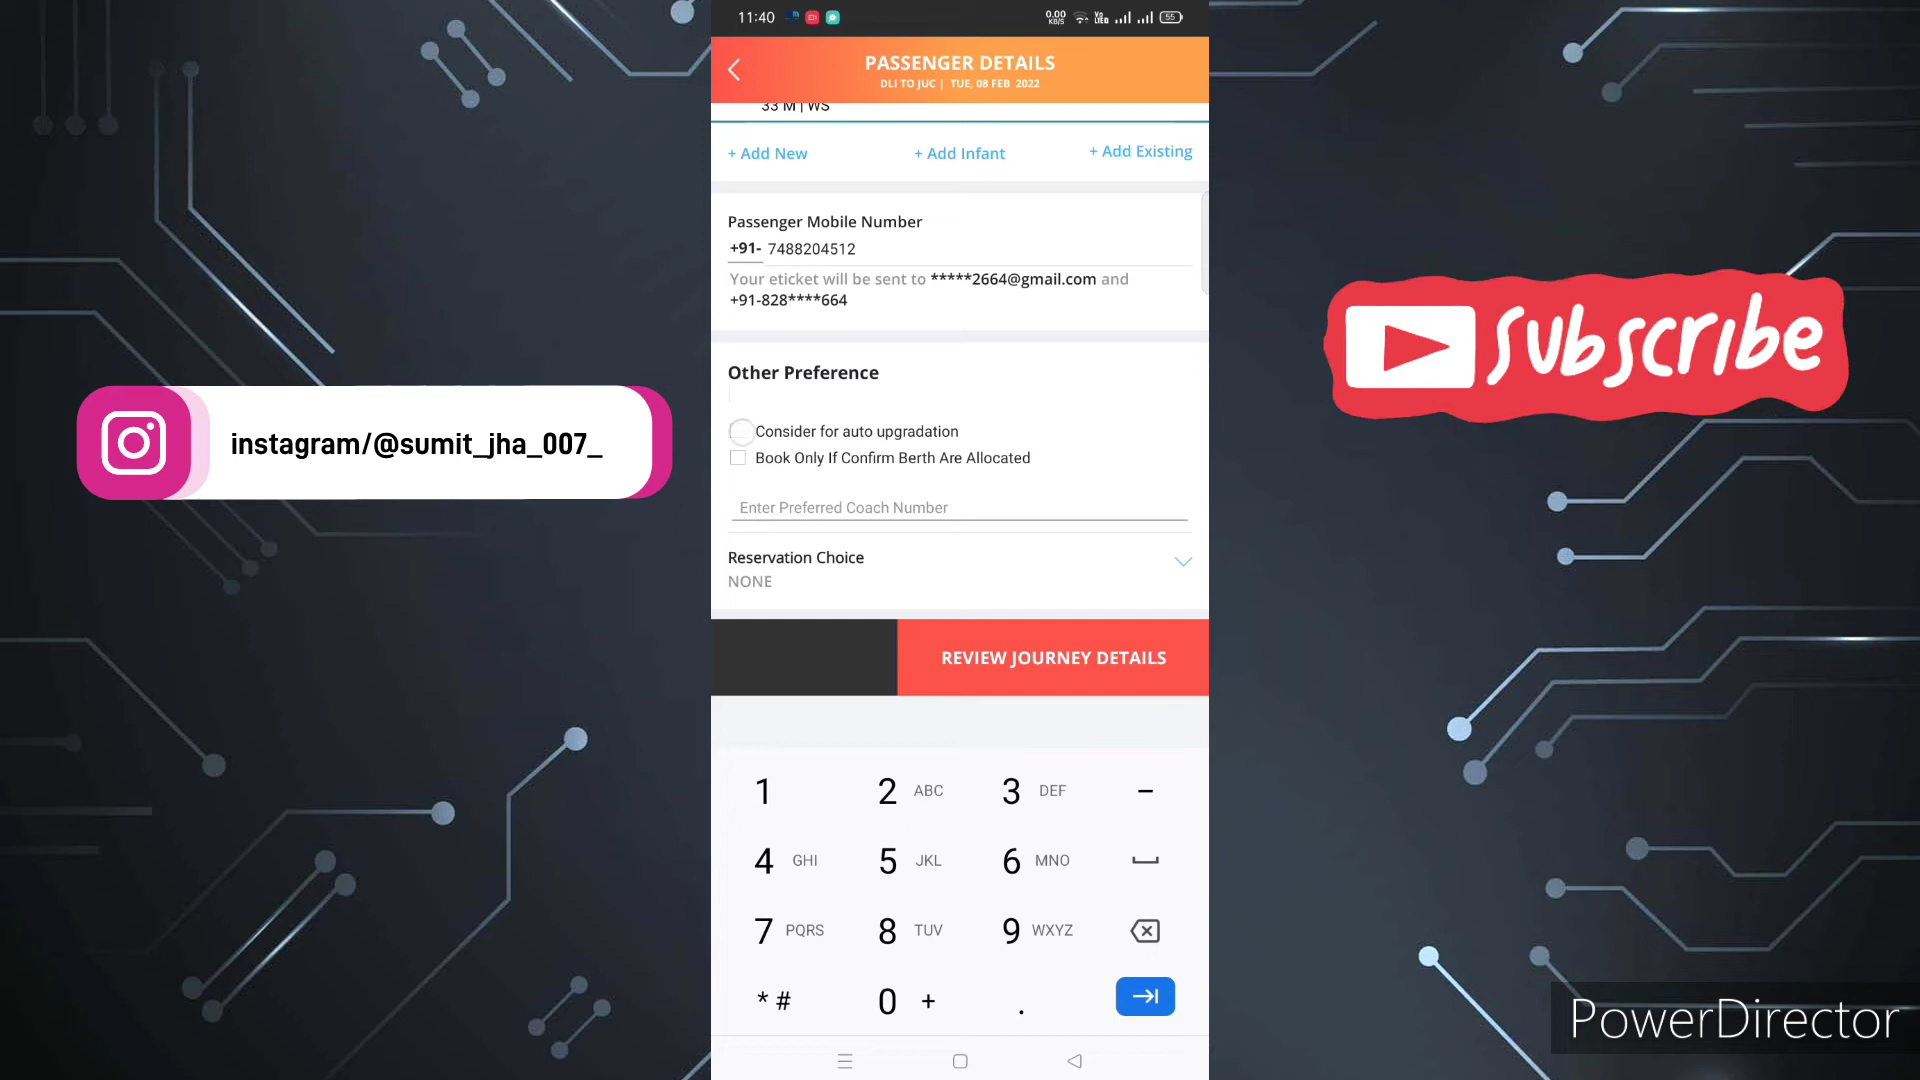 11:40
0.00
KB/S
55
PASSENGER DETAILS
DLI TO JUC | TUE, 08 FEB 2022
33 M | WS
+ Add New
+ Add Infant
+ Add Existing
Passenger Mobile Number
+91- 7488204512
Your eticket will be sent to *****2664@gmail.com and
+91-828****664
Other Preference
Consider for auto upgradation
Book Only If Confirm Berth Are Allocated
Enter Preferred Coach Number
Reservation Choice
NONE
REVIEW JOURNEY DETAILS
1 2 ABC 3 DEF –
4 GHI 5 JKL 6 MNO
7 PQRS 8 TUV 9 WXYZ
* # 0 + .
instagram/@sumit_jha_007_
Subscribe
PowerDirector